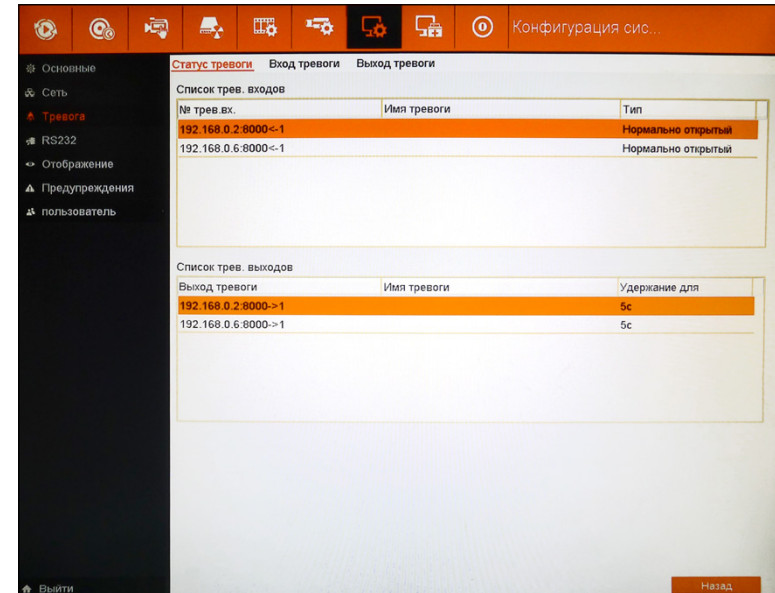 Конфигурация сис...
Основные
Сеть
Тревога
RS232
Отображение
Предупреждения
пользователь
Выйти
Статус тревоги Вход тревоги Выход тревоги
Список трев. входов
№ трев.вх. Имя тревоги Тип
192.168.0.2:8000<-1 Нормально открытый
192.168.0.6:8000<-1 Нормально открытый
Список трев. выходов
Выход тревоги Имя тревоги Удержание для
192.168.0.2:8000->1 5с
192.168.0.6:8000->1 5с
Назад